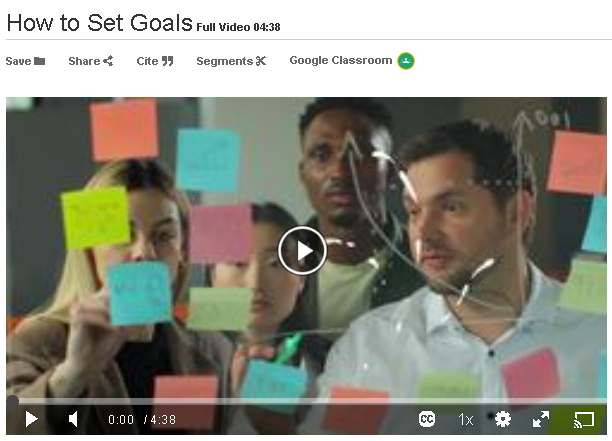 How to Set Goals Full Video 04:38
Save Share Cite Segments Google Classroom
0:00 / 4:38 CC 1x